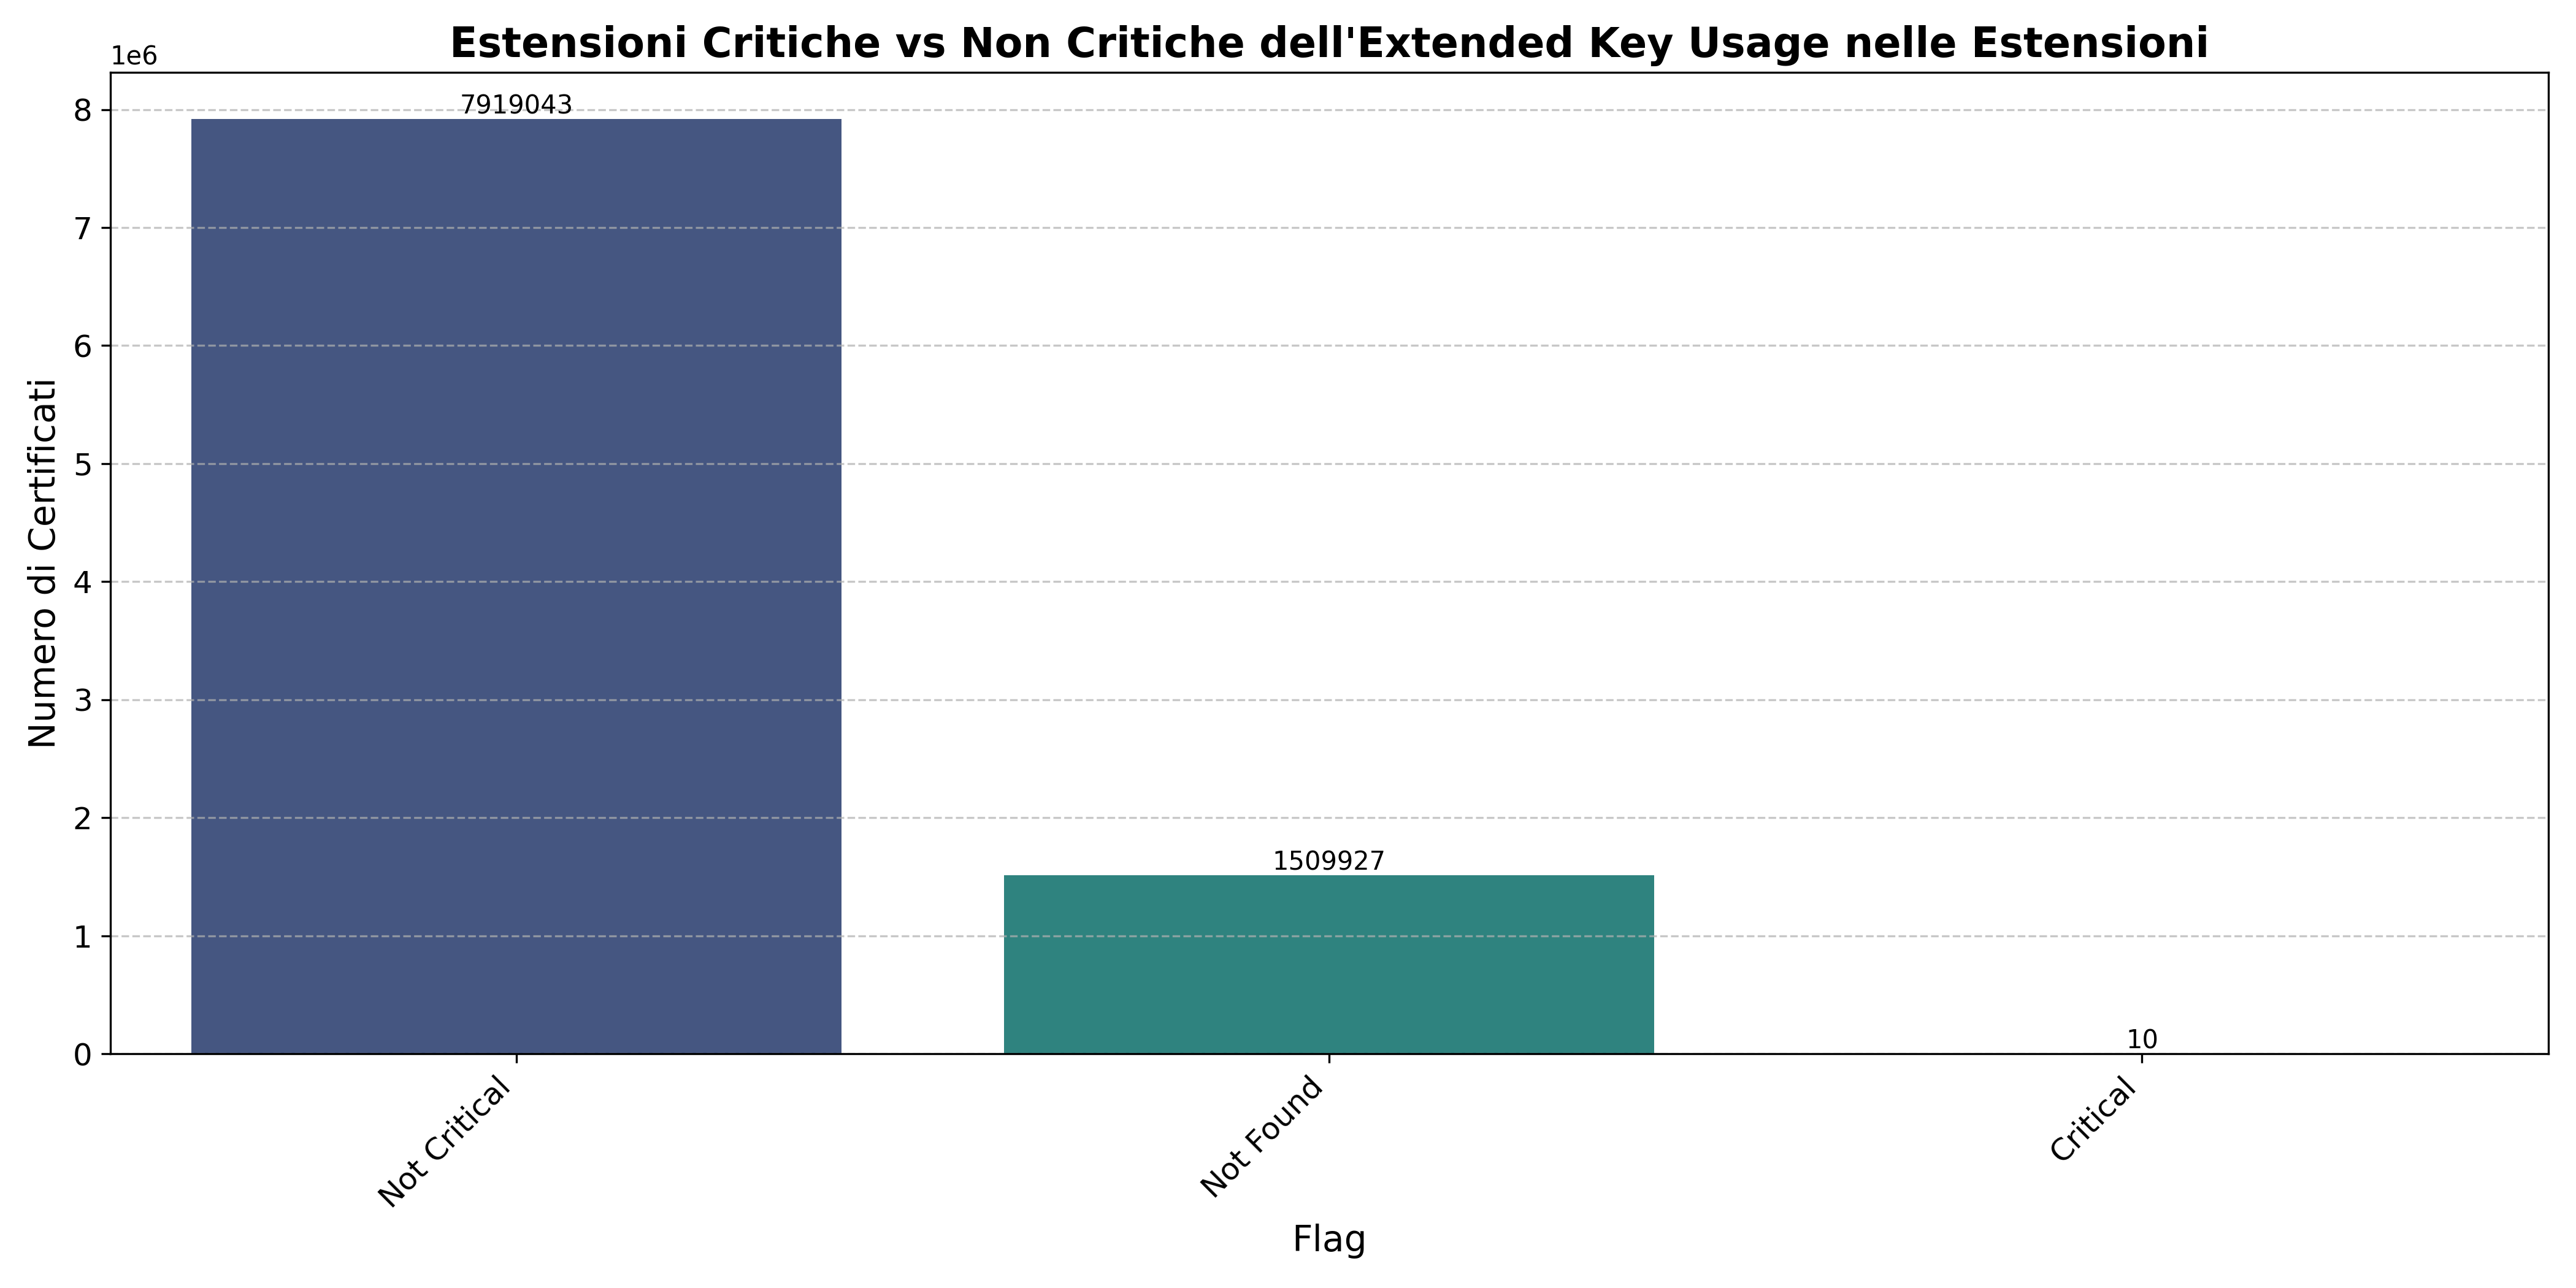 Estensioni Critiche vs Non Critiche dell'Extended Key Usage nelle Estensioni
1e6
8
7
6
5
4
3
2
1
0
Numero di Certificati
7919043
1509927
10
Not Critical
Not Found
Critical
Flag